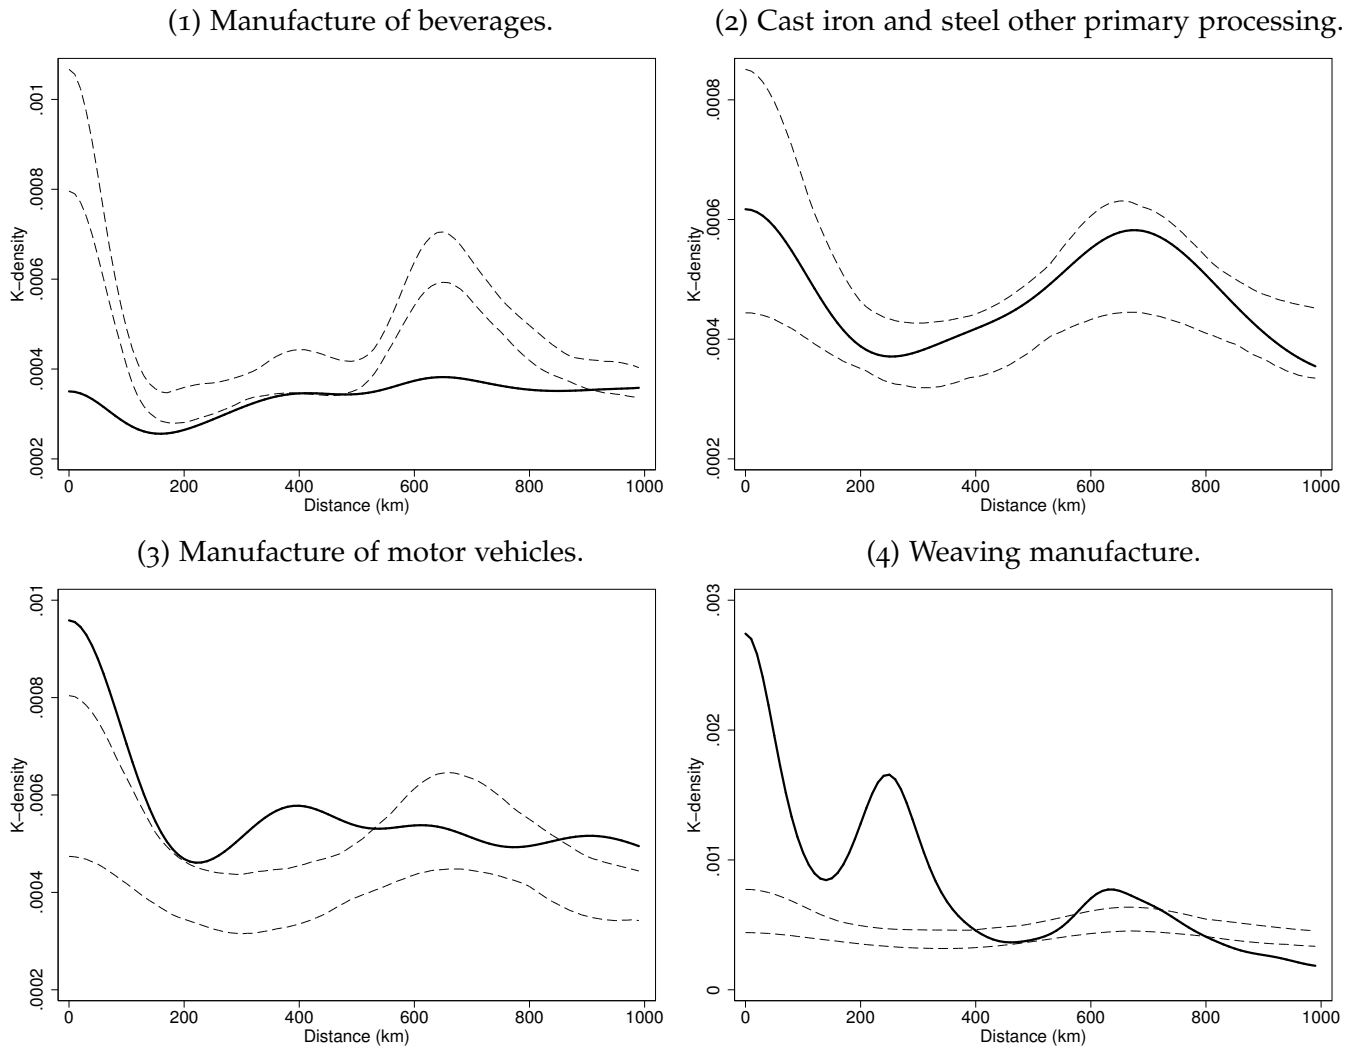 (1) Manufacture of beverages.
K−density
.0002 .0004 .0006 .0008 .001
0 200 400 600 800 1000
Distance (km)
(2) Cast iron and steel other primary processing.
K−density
.0002 .0004 .0006 .0008
0 200 400 600 800 1000
Distance (km)
(3) Manufacture of motor vehicles.
K−density
.0002 .0004 .0006 .0008 .001
0 200 400 600 800 1000
Distance (km)
(4) Weaving manufacture.
K−density
0 .001 .002 .003
0 200 400 600 800 1000
Distance (km)